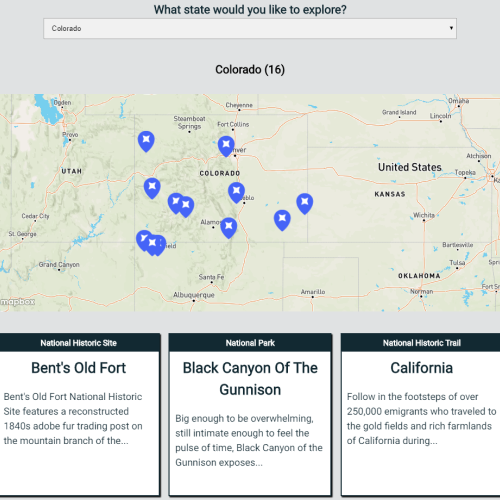 What state would you like to explore?
Colorado
Colorado (16)
Ogden
Provo
UTAH
Cedar City
St. George
Grand Canyon
Steamboat
Springs
Cheyenne
Fort Collins
COLORADO
Santa Fe
Albuquerque
Amarillo
Grand Island
Omaha
Lincoln
United States
KANSAS
Atchison
Topeka
Wichita
Bartlesville
Tulsa
OKLAHOMA
Norman
mapbox
National Historic Site
Bent's Old Fort
Bent's Old Fort National Historic
Site features a reconstructed
1840s adobe fur trading post on
the mountain branch of the...
National Park
Black Canyon Of The
Gunnison
Big enough to be overwhelming,
still intimate enough to feel the
pulse of time, Black Canyon of the
Gunnison exposes...
National Historic Trail
California
Follow in the footsteps of over
250,000 emigrants who traveled to
the gold fields and rich farmlands
of California during...